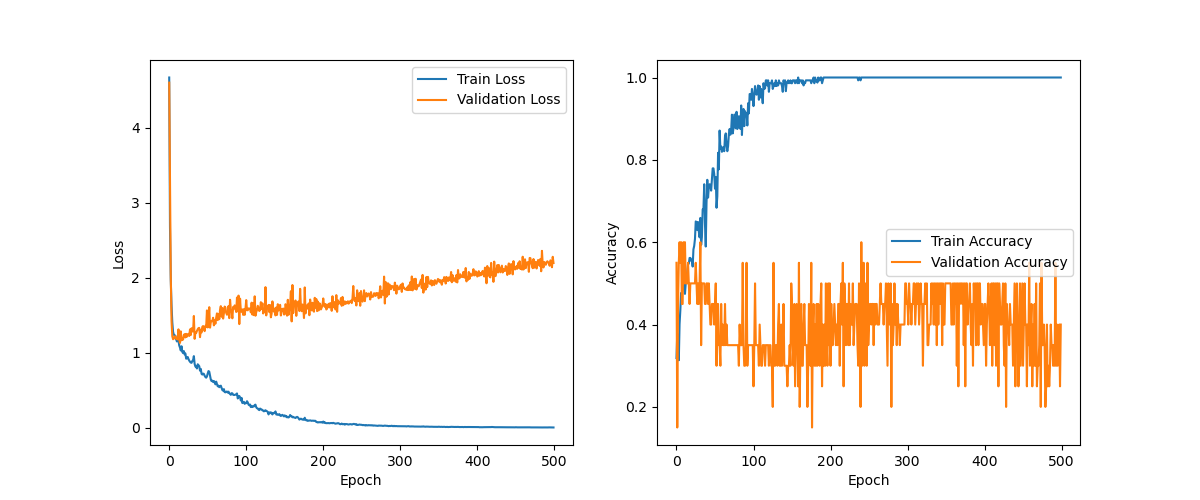 Train Loss
Validation Loss
Loss
4
3
2
1
0
0
100
200
300
400
500
Epoch
Accuracy
1.0
0.8
0.6
0.4
0.2
Train Accuracy
Validation Accuracy
0
100
200
300
400
500
Epoch